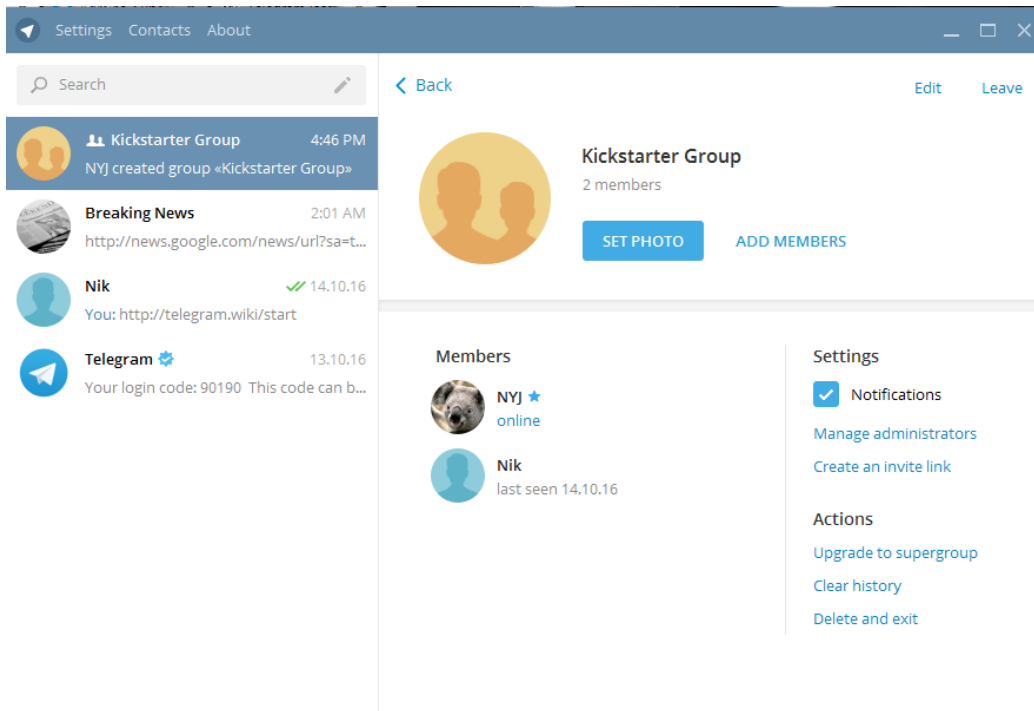 Settings Contacts About
Search
Kickstarter Group 4:46 PM
NYJ created group «Kickstarter Group»
Breaking News 2:01 AM
http://news.google.com/news/url?sa=t...
Nik 14.10.16
You: http://telegram.wiki/start
Telegram 13.10.16
Your login code: 90190 This code can b...
Back
Edit Leave
Kickstarter Group
2 members
SET PHOTO ADD MEMBERS
Members
NYJ
online
Nik
last seen 14.10.16
Settings
Notifications
Manage administrators
Create an invite link
Actions
Upgrade to supergroup
Clear history
Delete and exit